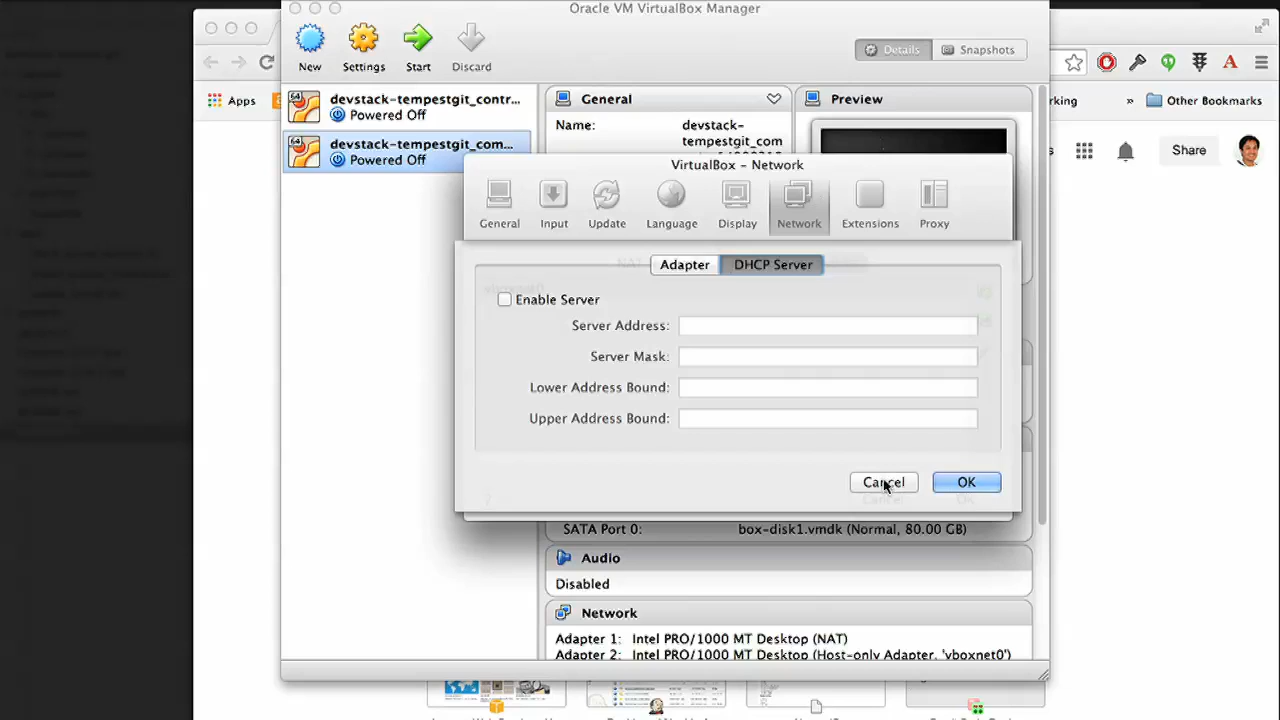 Oracle VM VirtualBox Manager
New
Settings
Start
Discard
Details
Snapshots
Apps
Other Bookmarks
»
Share
devstack-tempestgit_contr...
Powered Off
devstack-tempestgit_com...
Powered Off
General
Name:
devstack-
tempestgit_com
Preview
VirtualBox - Network
General
Input
Update
Language
Display
Network
Extensions
Proxy
Adapter
DHCP Server
Enable Server
Server Address:
Server Mask:
Lower Address Bound:
Upper Address Bound:
Cancel
OK
SATA Port 0:
box-disk1.vmdk (Normal, 80.00 GB)
Audio
Disabled
Network
Adapter 1: Intel PRO/1000 MT Desktop (NAT)
Adapter 2: Intel PRO/1000 MT Desktop (Host-only Adapter, 'vboxnet0')